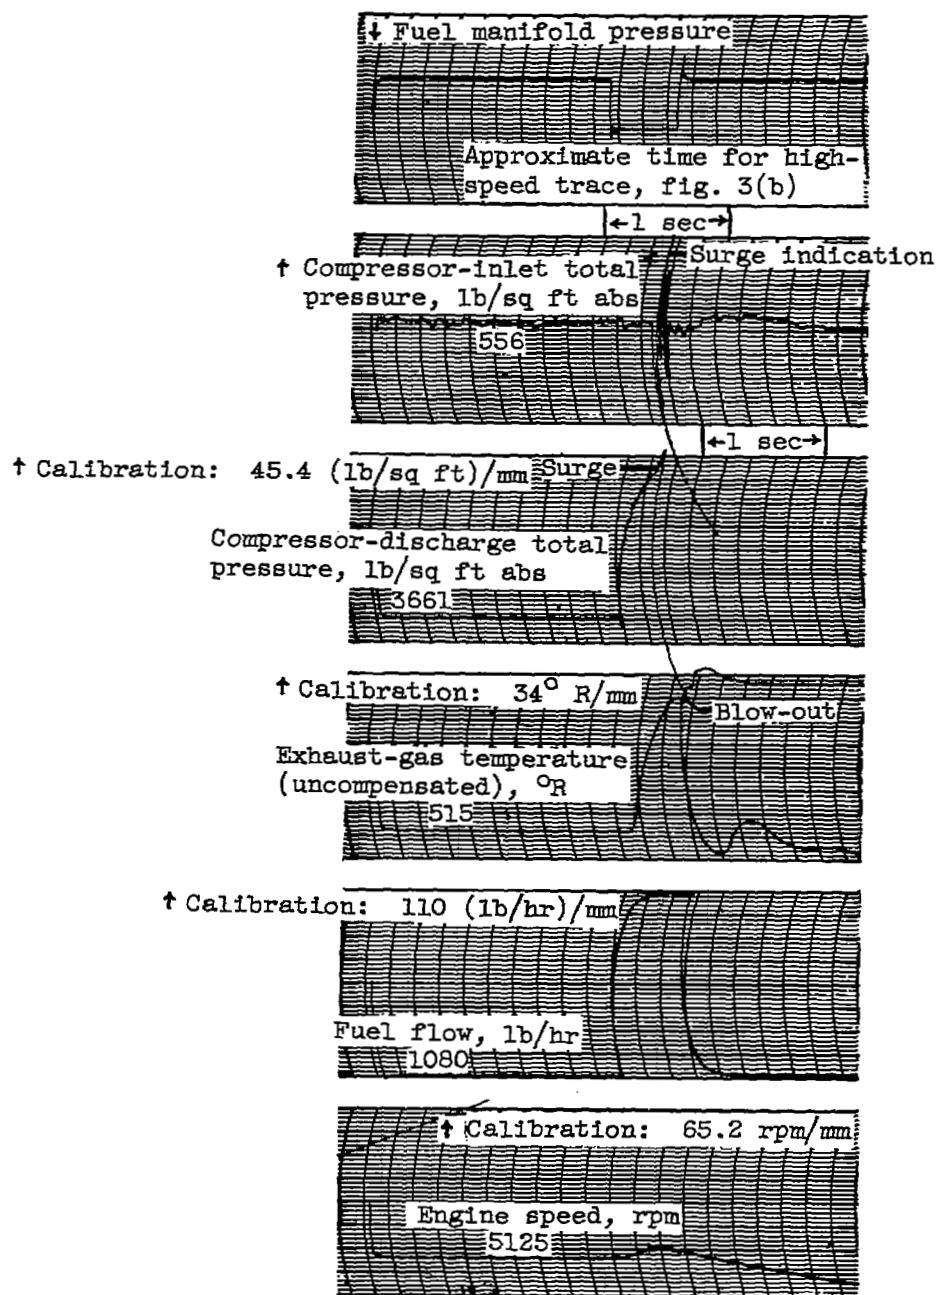 ↓ Fuel manifold pressure
Approximate time for high-
speed trace, fig. 3(b)
←1 sec→
Surge indication
↑ Compressor-inlet total
pressure, lb/sq ft abs
556
←1 sec→
↑ Calibration: 45.4 (lb/sq ft)/mm
Surge
Compressor-discharge total
pressure, lb/sq ft abs
3661
↑ Calibration: 34° R/mm
Blow-out
Exhaust-gas temperature
(uncompensated), °R
515
↑ Calibration: 110 (lb/hr)/mm
Fuel flow, lb/hr
1080
↑ Calibration: 65.2 rpm/mm
Engine speed, rpm
5125